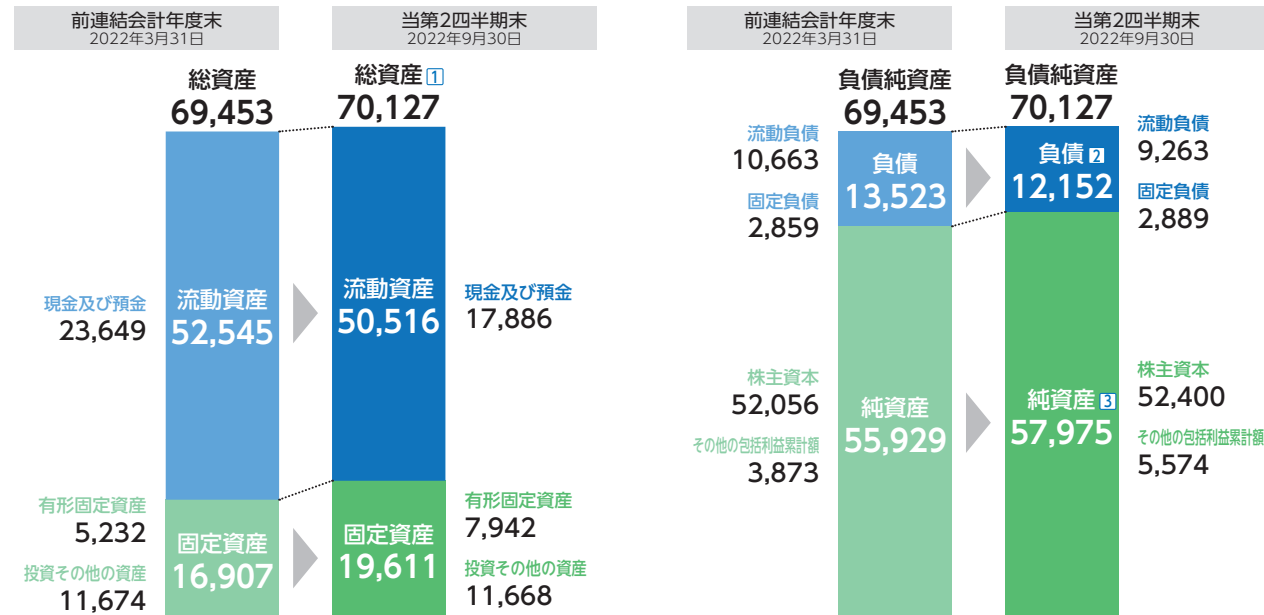 前連結会計年度末
2022年3月31日
当第2四半期末
2022年9月30日
総資産
69,453
総資産 1
70,127
現金及び預金
23,649
流動資産
52,545
流動資産
50,516
現金及び預金
17,886
有形固定資産
5,232
投資その他の資産
11,674
固定資産
16,907
固定資産
19,611
有形固定資産
7,942
投資その他の資産
11,668
前連結会計年度末
2022年3月31日
当第2四半期末
2022年9月30日
負債純資産
69,453
負債純資産
70,127
流動負債
10,663
固定負債
2,859
負債
13,523
負債 2
12,152
流動負債
9,263
固定負債
2,889
株主資本
52,056
その他の包括利益累計額
3,873
純資産
55,929
純資産 3
57,975
株主資本
52,400
その他の包括利益累計額
5,574